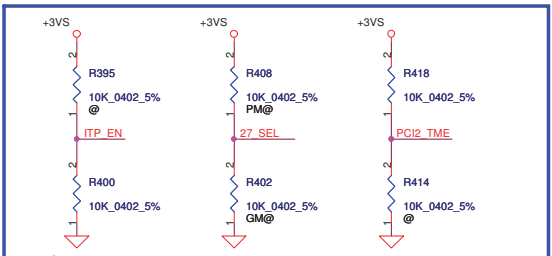 +3VS +3VS +3VS
2 2 2
R395 R408 R418
10K_0402_5% 10K_0402_5% 10K_0402_5%
@ PM@
1 1 1
ITP_EN 27_SEL PCI2_TME
2 2 2
R400 R402 R414
10K_0402_5% 10K_0402_5% 10K_0402_5%
1 1 1
GM@ @